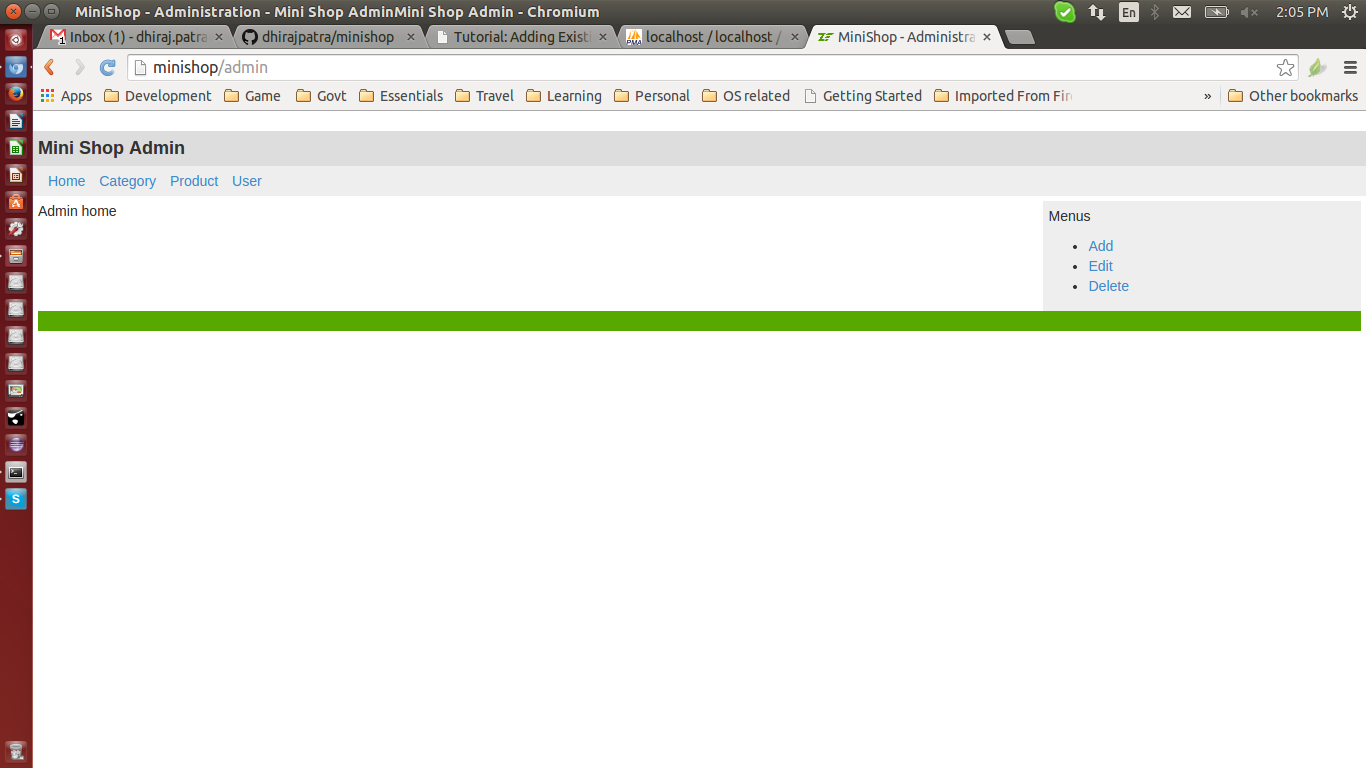 MiniShop - Administration - Mini Shop AdminMini Shop Admin - Chromium
En
2:05 PM
Inbox (1) - dhiraj.patra
dhirajpatra/minishop
Tutorial: Adding Existi
localhost / localhost /
MiniShop - Administra
minishop/admin
Apps Development Game Govt Essentials Travel Learning Personal OS related Getting Started Imported From Fir » Other bookmarks
Mini Shop Admin
Home Category Product User
Admin home
Menus
Add
Edit
Delete